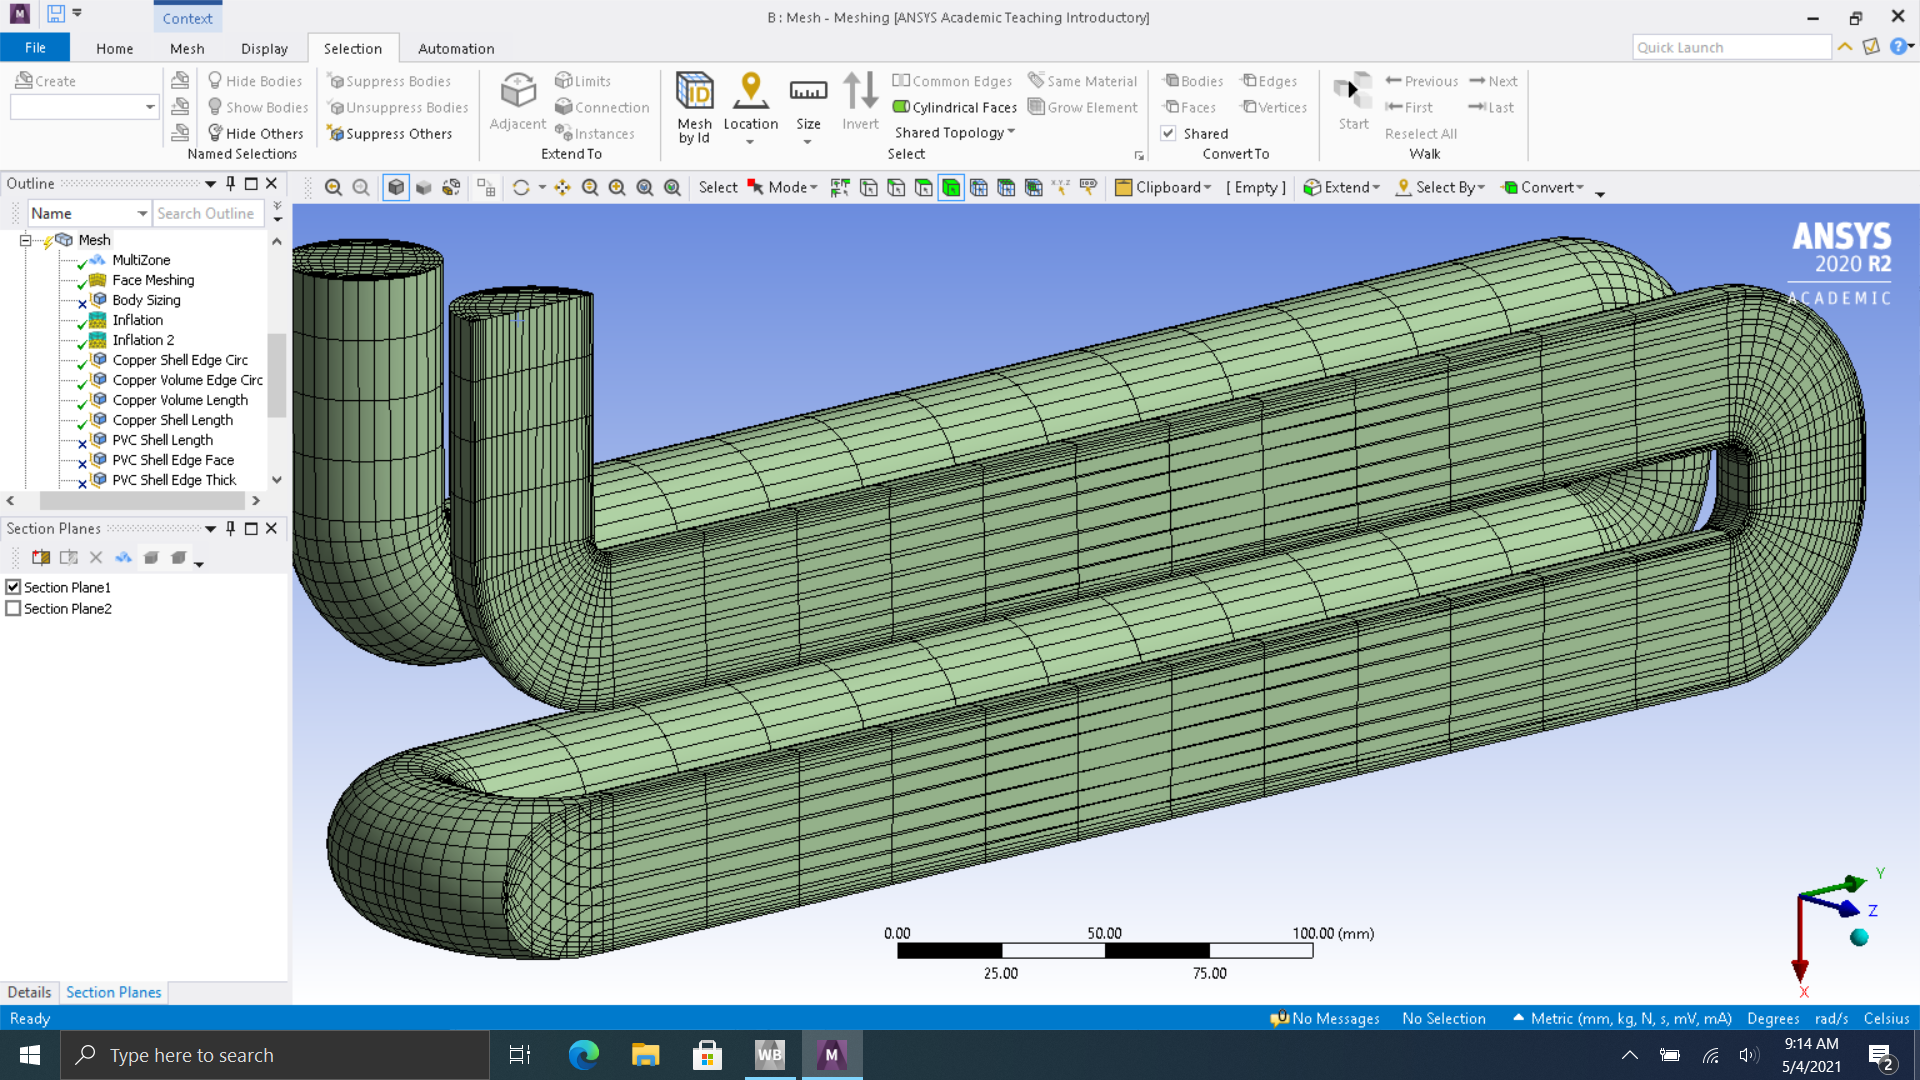 B : Mesh - Meshing [ANSYS Academic Teaching Introductory]
Context
File Home Mesh Display Selection Automation
Quick Launch
Create
Hide Bodies
Show Bodies
Hide Others
Suppress Bodies
Unsuppress Bodies
Suppress Others
Named Selections
Adjacent
Limits
Connection
Instances
Extend To
Mesh by Id
Location
Size
Invert
Common Edges
Cylindrical Faces
Shared Topology
Same Material
Grow Element
Select
Bodies
Edges
Faces
Vertices
Shared
Convert To
Start
Previous
Next
First
Last
Reselect All
Walk
Outline
Select Mode Clipboard [ Empty ] Extend Select By Convert
Name Search Outline
Mesh
MultiZone
Face Meshing
Body Sizing
Inflation
Inflation 2
Copper Shell Edge Circ
Copper Volume Edge Circ
Copper Volume Length
Copper Shell Length
PVC Shell Length
PVC Shell Edge Face
PVC Shell Edge Thick
Section Planes
Section Plane1
Section Plane2
Details Section Planes
ANSYS
2020 R2
ACADEMIC
0.00 50.00 100.00 (mm)
25.00 75.00
Y
Z
X
Ready
No Messages No Selection Metric (mm, kg, N, s, mV, mA) Degrees rad/s Celsius
Type here to search
WB
M
9:14 AM
5/4/2021
2